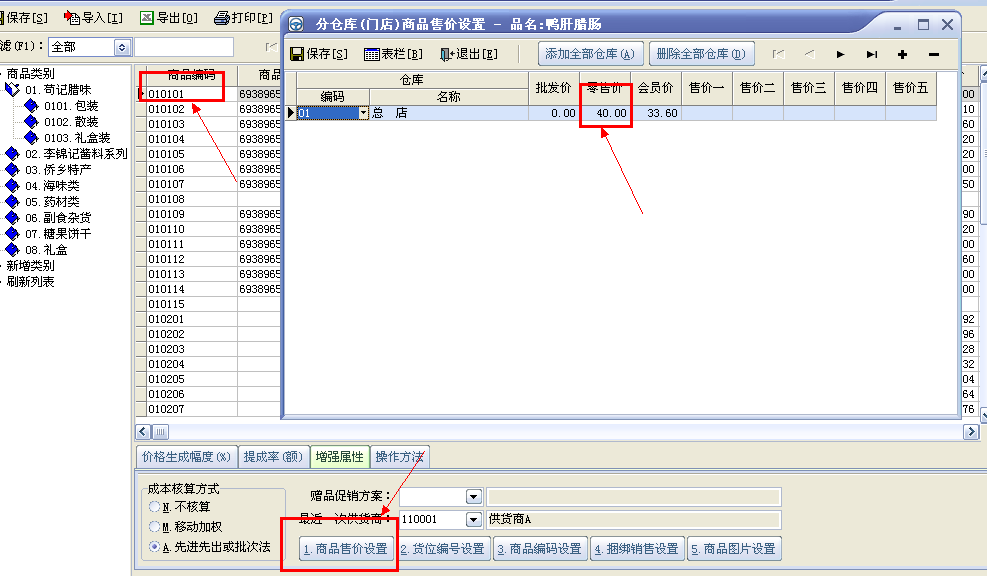 保存[S] 导入[I] 导出[O] 打印[P]
滤(F1): 全部
商品类别
01. 苟记腊味
0101. 包装
0102. 散装
0103. 礼盒装
02. 李锦记酱料系列
03. 侨乡特产
04. 海味类
05. 药材类
06. 副食杂货
07. 糖果饼干
08. 礼盒
新增类别
刷新列表
商品编码 商品
010101 6938965 00
010102 6938965 10
010103 6938965 60
010104 6938965 20
010105 6938965 20
010106 6938965 00
010107 6938965 50
010108
010109 6938965 90
010110 6938965 20
010111 6938965 00
010112 6938965 60
010113 6938965 00
010114 6938965 00
010115
010201 92
010202 96
010203 28
010204 32
010205 04
010206 64
010207 76
分仓库(门店)商品售价设置 - 品名:鸭肝腊肠
保存[S] 表栏[B] 退出[E] 添加全部仓库(A) 删除全部仓库(D)
仓库 批发价 零售价 会员价 售价一 售价二 售价三 售价四 售价五
编码 名称
01 总 店 0.00 40.00 33.60
价格生成幅度(%) 提成率(额) 增强属性 操作方法
成本核算方式
N. 不核算
M. 移动加权
A. 先进先出或批次法
赠品促销方案:
最近一次供货商: 110001 供货商A
1. 商品售价设置 2. 货位编号设置 3. 商品编码设置 4. 捆绑销售设置 5. 商品图片设置